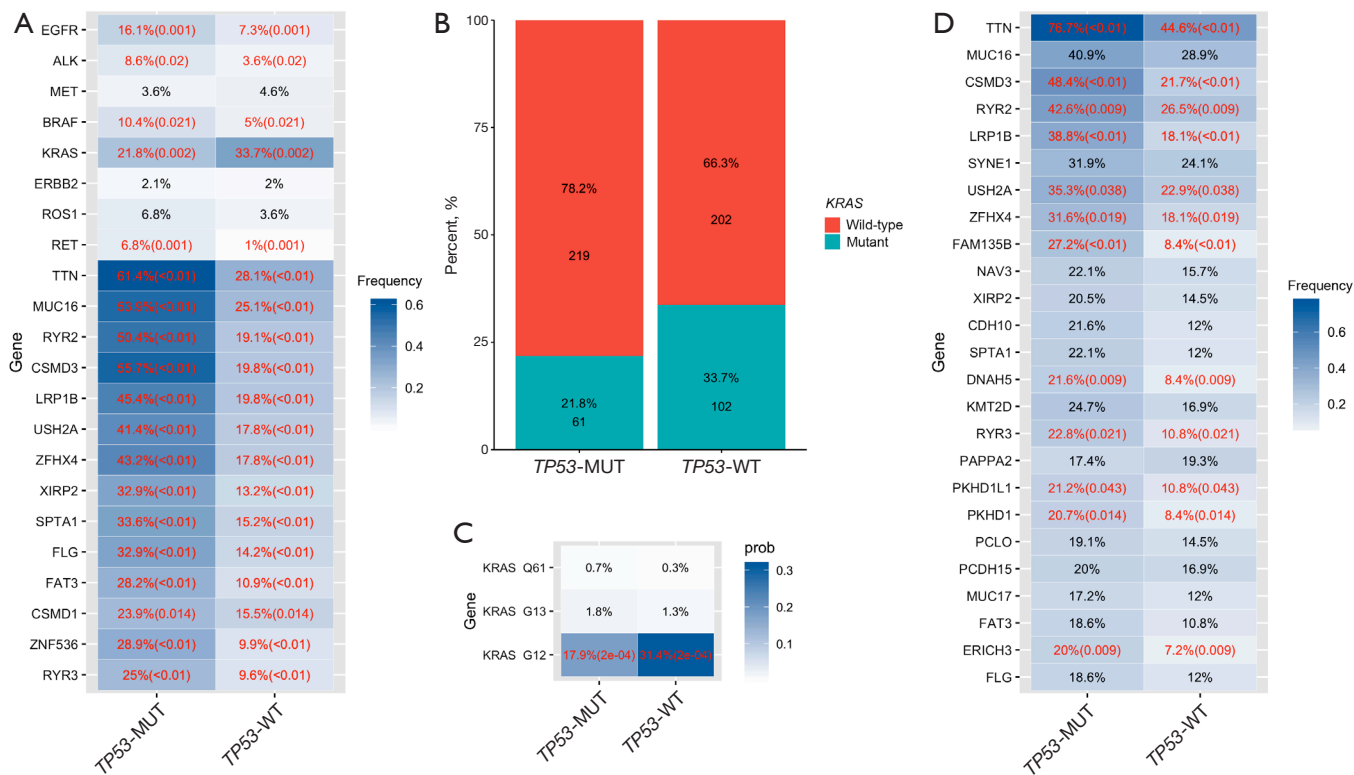 A
EGFR 16.1%(0.001) 7.3%(0.001)
ALK 8.6%(0.02) 3.6%(0.02)
MET 3.6% 4.6%
BRAF 10.4%(0.021) 5%(0.021)
KRAS 21.8%(0.002) 33.7%(0.002)
ERBB2 2.1% 2%
ROS1 6.8% 3.6%
RET 6.8%(0.001) 1%(0.001)
TTN 61.4%(<0.01) 28.1%(<0.01)
MUC16 53.9%(<0.01) 25.1%(<0.01)
RYR2 50.4%(<0.01) 19.1%(<0.01)
CSMD3 55.7%(<0.01) 19.8%(<0.01)
LRP1B 45.4%(<0.01) 19.8%(<0.01)
USH2A 41.4%(<0.01) 17.8%(<0.01)
ZFHX4 43.2%(<0.01) 17.8%(<0.01)
XIRP2 32.9%(<0.01) 13.2%(<0.01)
SPTA1 33.6%(<0.01) 15.2%(<0.01)
FLG 32.9%(<0.01) 14.2%(<0.01)
FAT3 28.2%(<0.01) 10.9%(<0.01)
CSMD1 23.9%(0.014) 15.5%(0.014)
ZNF536 28.9%(<0.01) 9.9%(<0.01)
RYR3 25%(<0.01) 9.6%(<0.01)
Gene
TP53-MUT TP53-WT
Frequency
0.6
0.4
0.2
B
100
75
50
25
0
Percent, %
78.2%
219
21.8%
61
66.3%
202
33.7%
102
TP53-MUT TP53-WT
KRAS
Wild-type
Mutant
C
KRAS Q61 0.7% 0.3%
KRAS G13 1.8% 1.3%
KRAS G12 17.9%(2e-04) 31.4%(2e-04)
Gene
TP53-MUT TP53-WT
prob
0.3
0.2
0.1
D
TTN 76.7%(<0.01) 44.6%(<0.01)
MUC16 40.9% 28.9%
CSMD3 48.4%(<0.01) 21.7%(<0.01)
RYR2 42.6%(0.009) 26.5%(0.009)
LRP1B 38.8%(<0.01) 18.1%(<0.01)
SYNE1 31.9% 24.1%
USH2A 35.3%(0.038) 22.9%(0.038)
ZFHX4 31.6%(0.019) 18.1%(0.019)
FAM135B 27.2%(<0.01) 8.4%(<0.01)
NAV3 22.1% 15.7%
XIRP2 20.5% 14.5%
CDH10 21.6% 12%
SPTA1 22.1% 12%
DNAH5 21.6%(0.009) 8.4%(0.009)
KMT2D 24.7% 16.9%
RYR3 22.8%(0.021) 10.8%(0.021)
PAPPA2 17.4% 19.3%
PKHD1L1 21.2%(0.043) 10.8%(0.043)
PKHD1 20.7%(0.014) 8.4%(0.014)
PCLO 19.1% 14.5%
PCDH15 20% 16.9%
MUC17 17.2% 12%
FAT3 18.6% 10.8%
ERICH3 20%(0.009) 7.2%(0.009)
FLG 18.6% 12%
Gene
TP53-MUT TP53-WT
Frequency
0.6
0.4
0.2